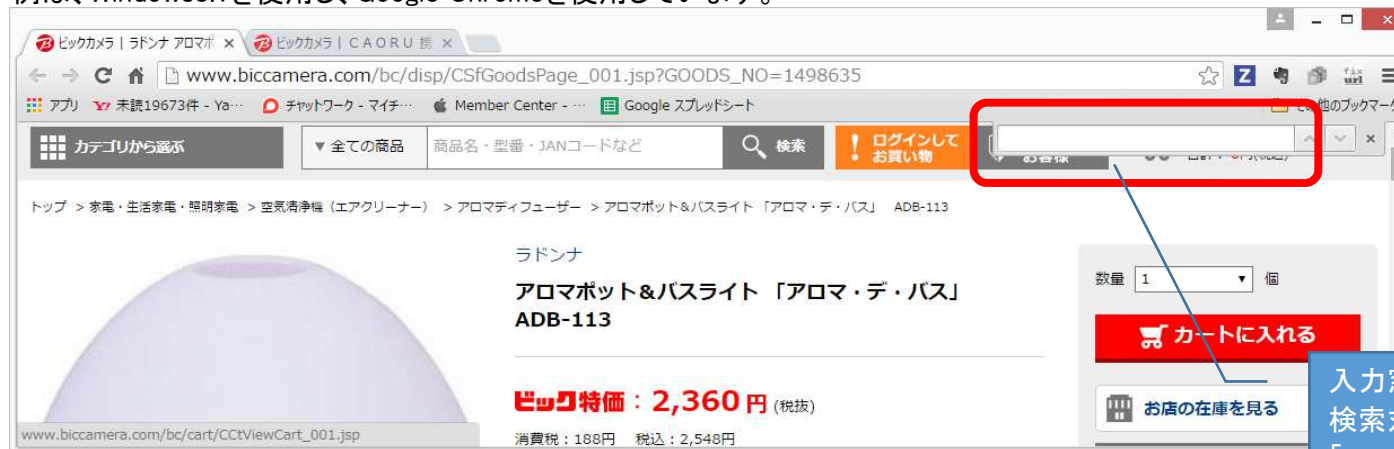 例は、Windows8.1を使用し、Google Chromeを使用しています。
ビックカメラ | ラドンナ アロマポ
ビックカメラ | CAORU 携
www.biccamera.com/bc/disp/CSfGoodsPage_001.jsp?GOODS_NO=1498635
Z
fix
url
アプリ
Y? 未読19673件 - Ya…
チャットワーク - マイチ…
Member Center - …
Google スプレッドシート
その他のブックマーク
カテゴリから選ぶ
▼全ての商品
商品名・型番・JANコードなど
検索
ログインして
お買い物
お客様
トップ > 家電・生活家電・照明家電 > 空気清浄機（エアクリーナー） > アロマディフューザー > アロマポット&バスライト「アロマ・デ・バス」 ADB-113
ラドンナ
アロマポット&バスライト 「アロマ・デ・バス」
ADB-113
数量 1 ▼ 個
カートに入れる
ビック特価：2,360 円 (税抜)
消費税：188円 税込：2,548円
お店の在庫を見る
入力
検索
www.biccamera.com/bc/cart/CCtViewCart_001.jsp